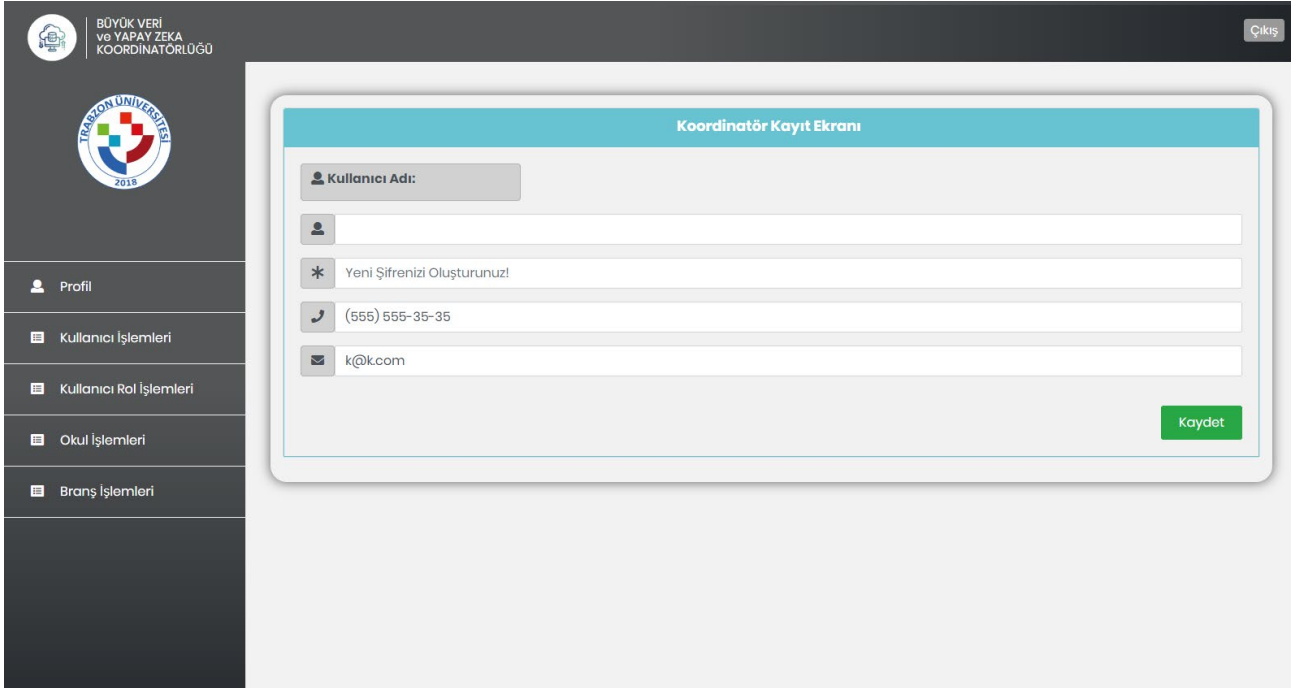 BÜYÜK VERİ
ve YAPAY ZEKA
KOORDİNATÖRLÜĞÜ
Çıkış
TRABZON ÜNİVERSİTESİ
2018
Profil
Kullanıcı İşlemleri
Kullanıcı Rol İşlemleri
Okul İşlemleri
Branş İşlemleri
Koordinatör Kayıt Ekranı
Kullanıcı Adı:
Yeni Şifrenizi Oluşturunuz!
(555) 555-35-35
k@k.com
Kaydet